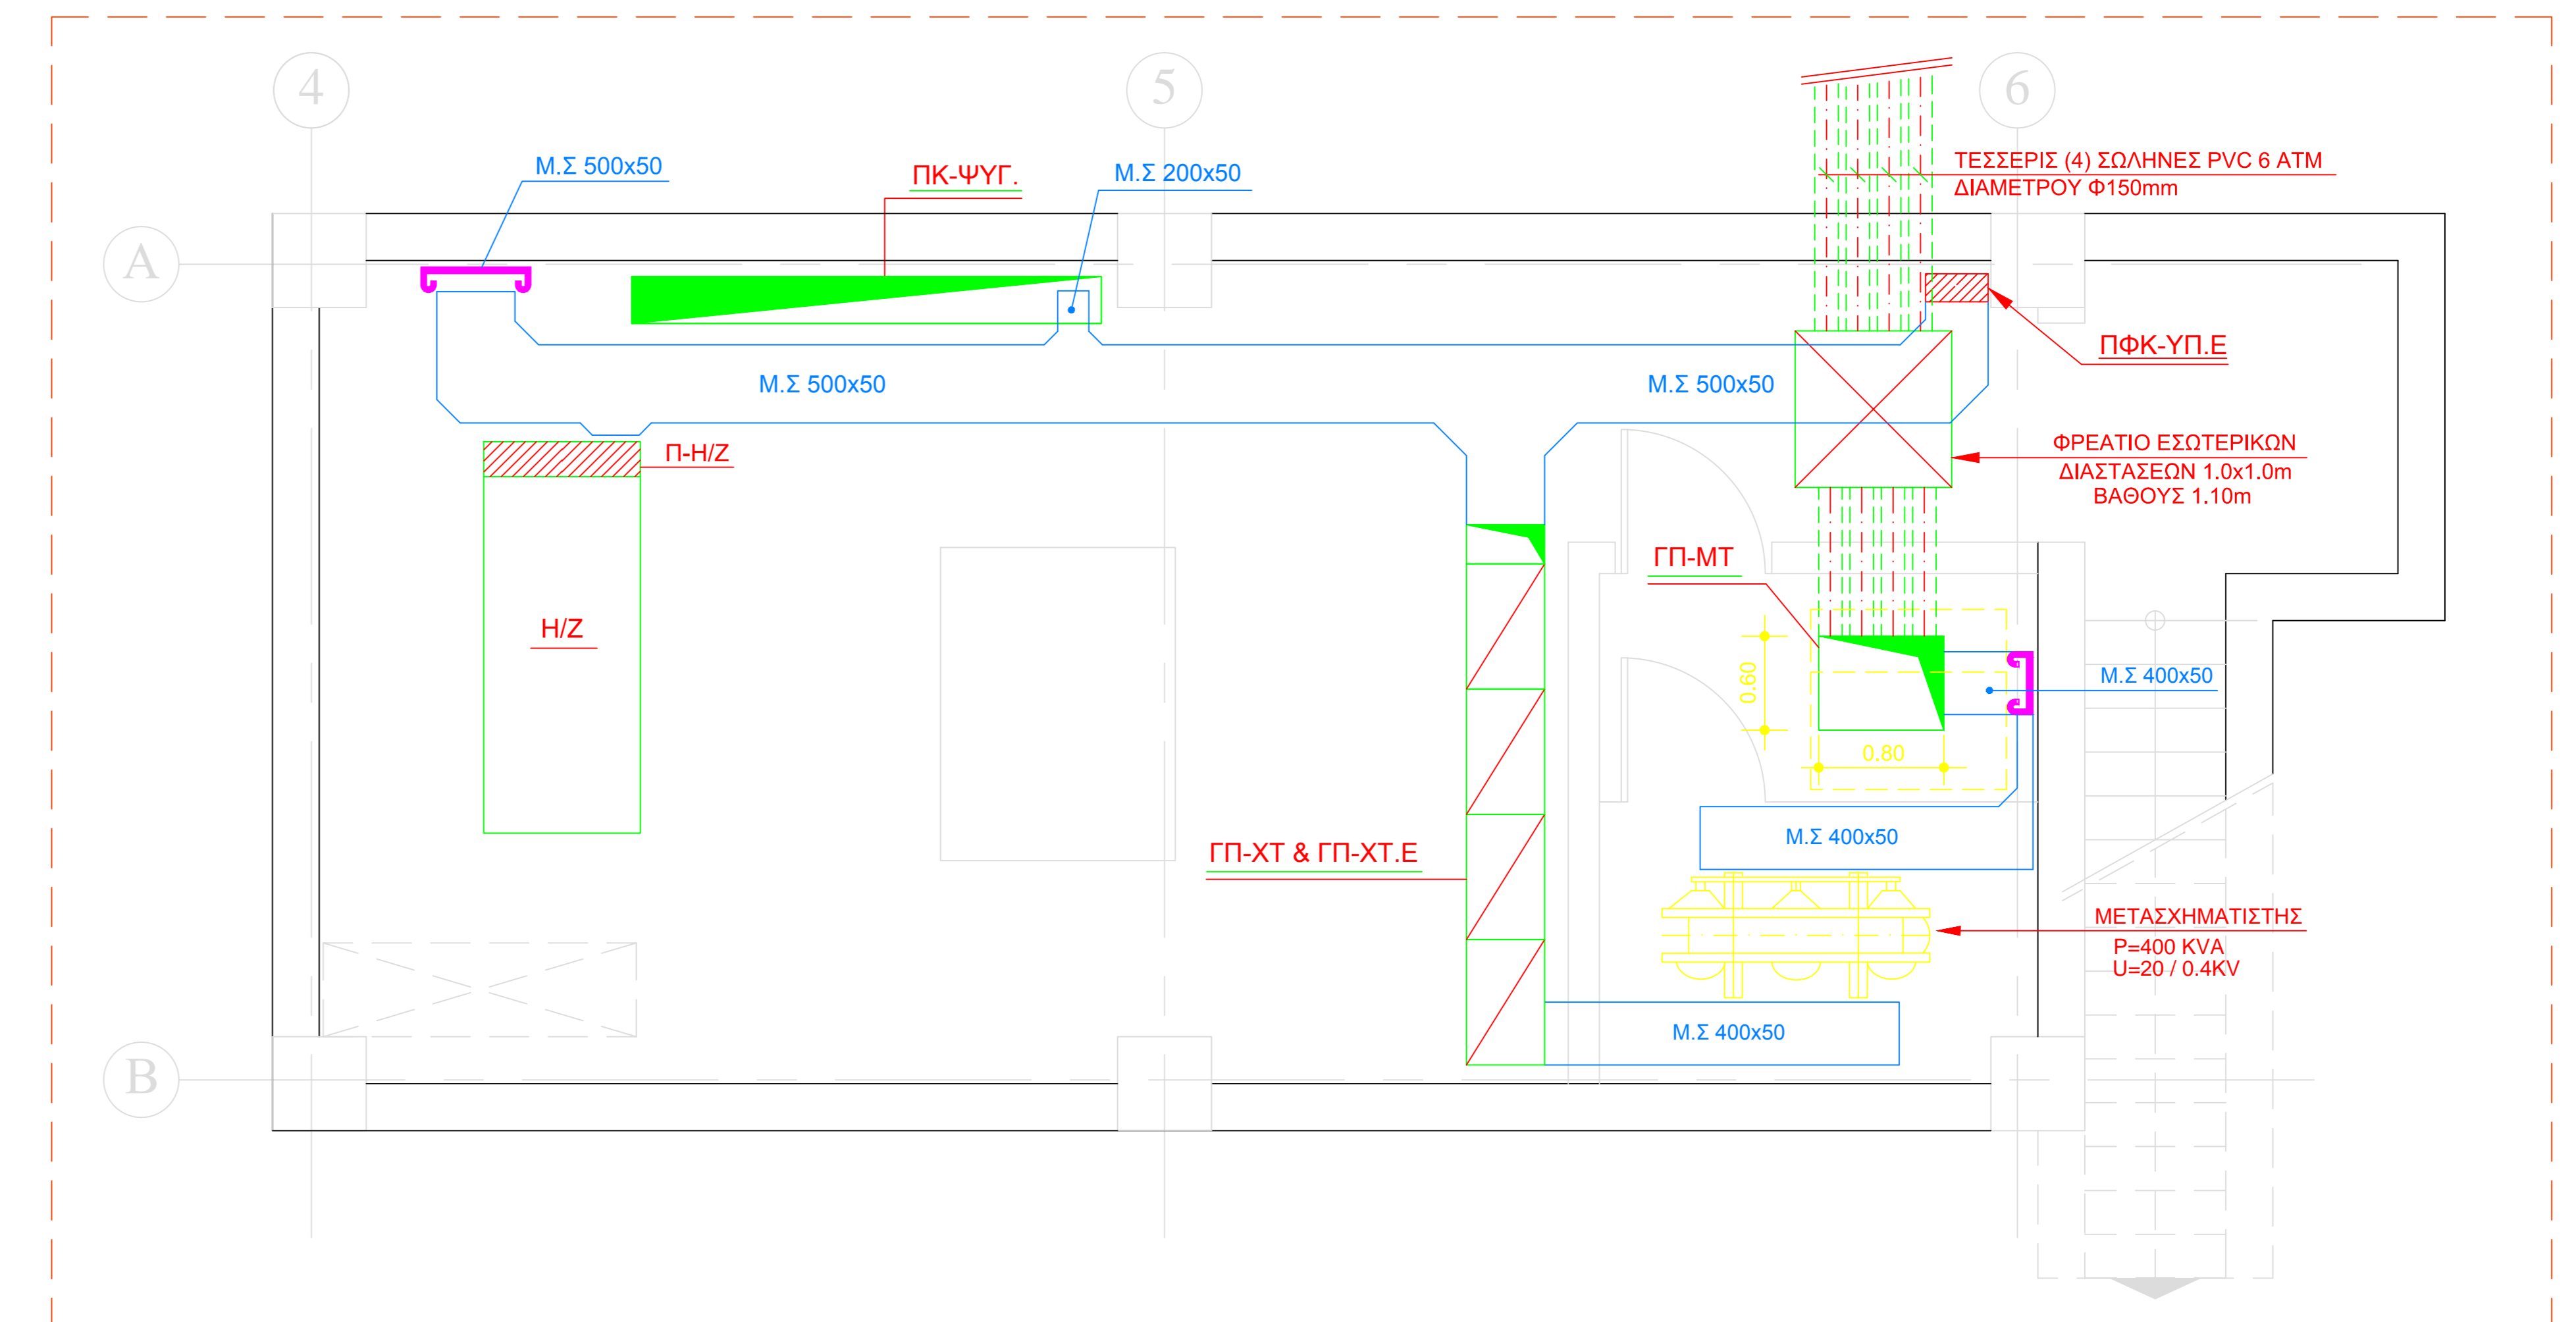 4
5
6
Μ.Σ 500x50
ΠΚ-ΨΥΓ.
Μ.Σ 200x50
ΤΕΣΣΕΡΙΣ (4) ΣΩΛΗΝΕΣ PVC 6 ATM
ΔΙΑΜΕΤΡΟΥ Φ150mm
A
ΠΦΚ-ΥΠ.Ε
Μ.Σ 500x50
Μ.Σ 500x50
Π-Η/Ζ
ΦΡΕΑΤΙΟ ΕΣΩΤΕΡΙΚΩΝ
ΔΙΑΣΤΑΣΕΩΝ 1.0x1.0m
ΒΑΘΟΥΣ 1.10m
ΓΠ-ΜΤ
Η/Ζ
0.60
Μ.Σ 400x50
0.80
Μ.Σ 400x50
ΓΠ-ΧΤ & ΓΠ-ΧΤ.Ε
ΜΕΤΑΣΧΗΜΑΤΙΣΤΗΣ
P=400 KVA
U=20 / 0.4KV
Μ.Σ 400x50
B